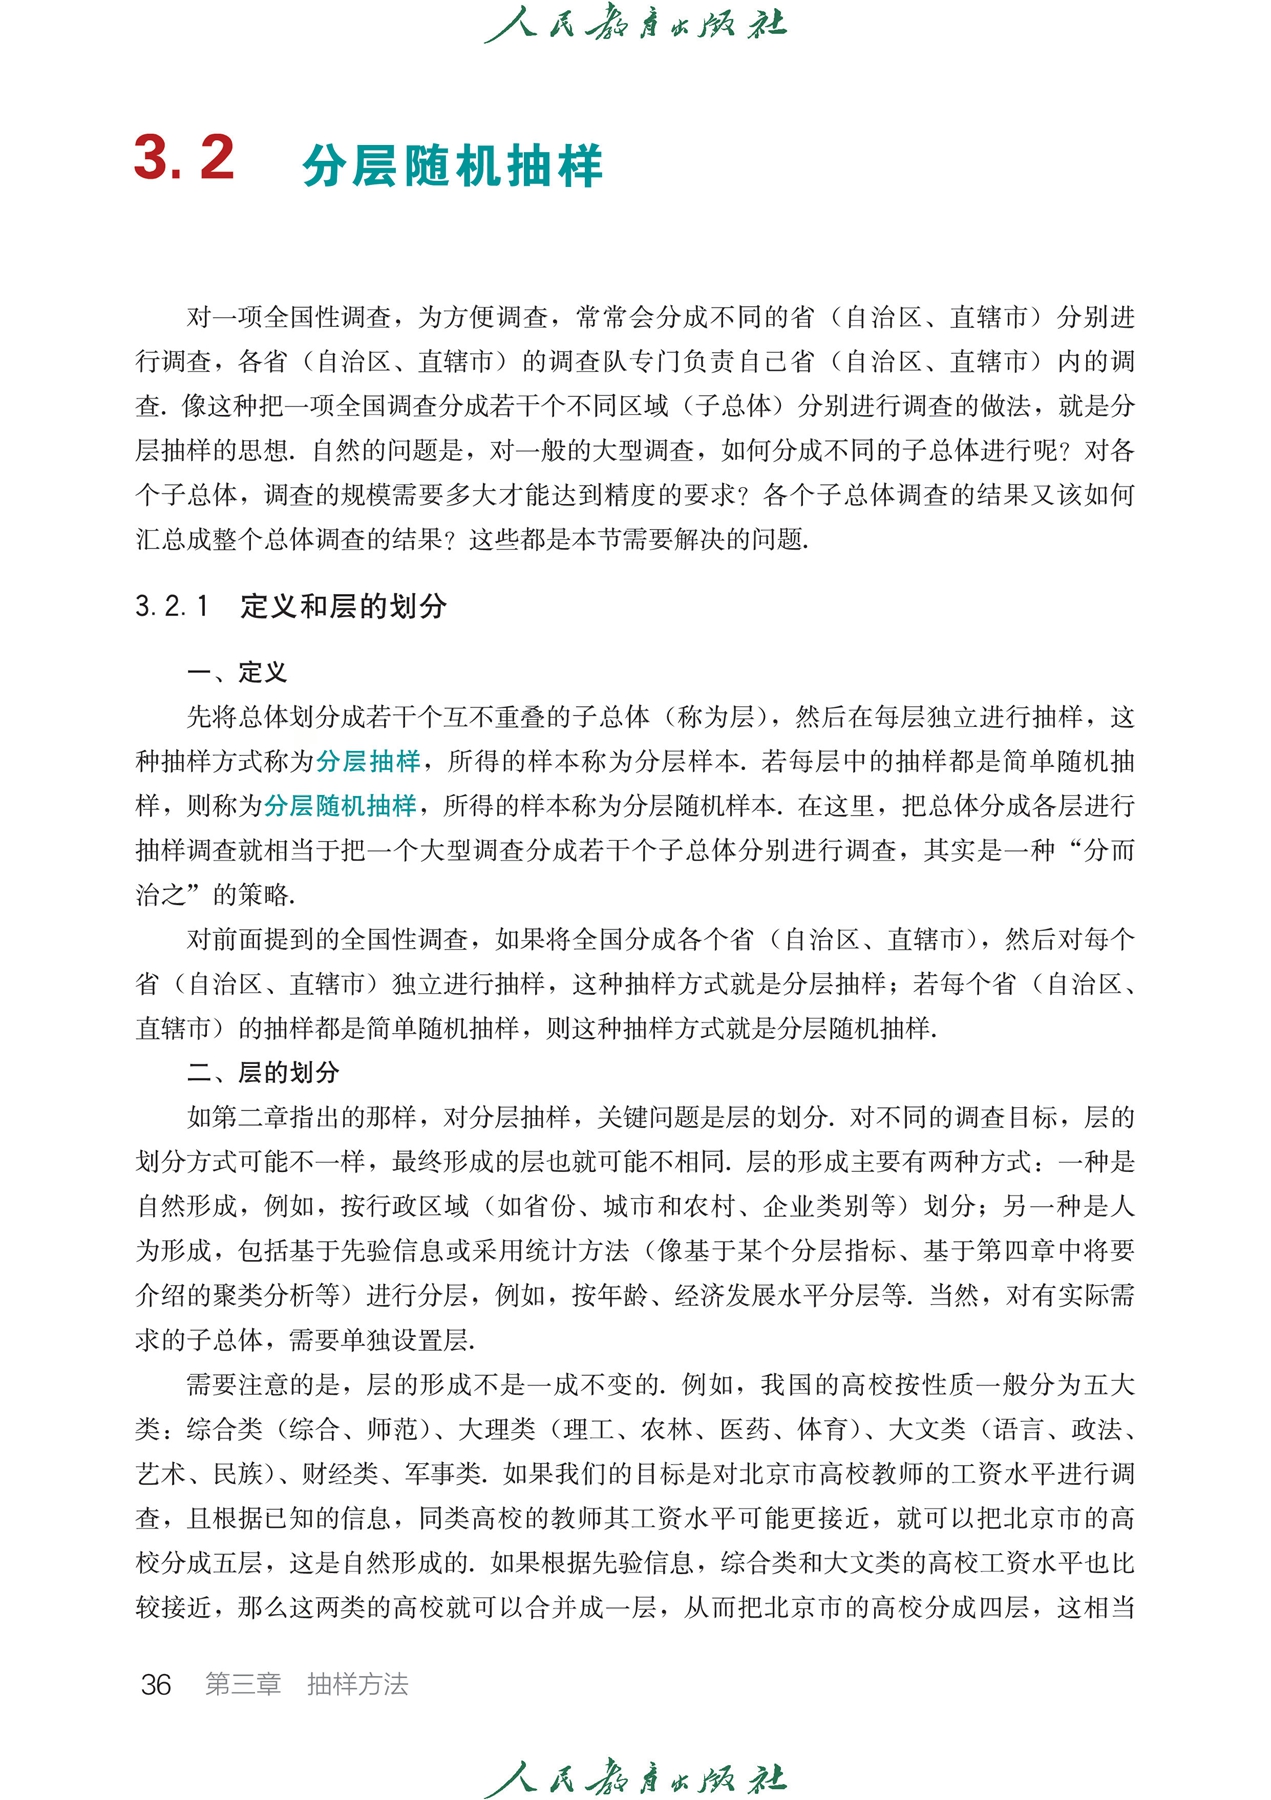 人民教育出版社
3.2 分层随机抽样
对一项全国性调查，为方便调查，常常会分成不同的省（自治区、直辖市）分别进
行调查，各省（自治区、直辖市）的调查队专门负责自己省（自治区、直辖市）内的调
查. 像这种把一项全国调查分成若干个不同区域（子总体）分别进行调查的做法，就是分
层抽样的思想. 自然的问题是，对一般的大型调查，如何分成不同的子总体进行呢？对各
个子总体，调查的规模需要多大才能达到精度的要求？各个子总体调查的结果又该如何
汇总成整个总体调查的结果？这些都是本节需要解决的问题.
3.2.1 定义和层的划分
一、定义
先将总体划分成若干个互不重叠的子总体（称为层），然后在每层独立进行抽样，这
种抽样方式称为分层抽样，所得的样本称为分层样本. 若每层中的抽样都是简单随机抽
样，则称为分层随机抽样，所得的样本称为分层随机样本. 在这里，把总体分成各层进行
抽样调查就相当于把一个大型调查分成若干个子总体分别进行调查，其实是一种“分而
治之”的策略.
对前面提到的全国性调查，如果将全国分成各个省（自治区、直辖市），然后对每个
省（自治区、直辖市）独立进行抽样，这种抽样方式就是分层抽样；若每个省（自治区、
直辖市）的抽样都是简单随机抽样，则这种抽样方式就是分层随机抽样.
二、层的划分
如第二章指出的那样，对分层抽样，关键问题是层的划分. 对不同的调查目标，层的
划分方式可能不一样，最终形成的层也就可能不相同. 层的形成主要有两种方式：一种是
自然形成，例如，按行政区域（如省份、城市和农村、企业类别等）划分；另一种是人
为形成，包括基于先验信息或采用统计方法（像基于某个分层指标、基于第四章中将要
介绍的聚类分析等）进行分层，例如，按年龄、经济发展水平分层等. 当然，对有实际需
求的子总体，需要单独设置层.
需要注意的是，层的形成不是一成不变的. 例如，我国的高校按性质一般分为五大
类：综合类（综合、师范）、大理类（理工、农林、医药、体育）、大文类（语言、政法、
艺术、民族）、财经类、军事类. 如果我们的目标是对北京市高校教师的工资水平进行调
查，且根据已知的信息，同类高校的教师其工资水平可能更接近，就可以把北京市的高
校分成五层，这是自然形成的. 如果根据先验信息，综合类和大文类的高校工资水平也比
较接近，那么这两类的高校就可以合并成一层，从而把北京市的高校分成四层，这相当
36 第三章 抽样方法
人民教育出版社